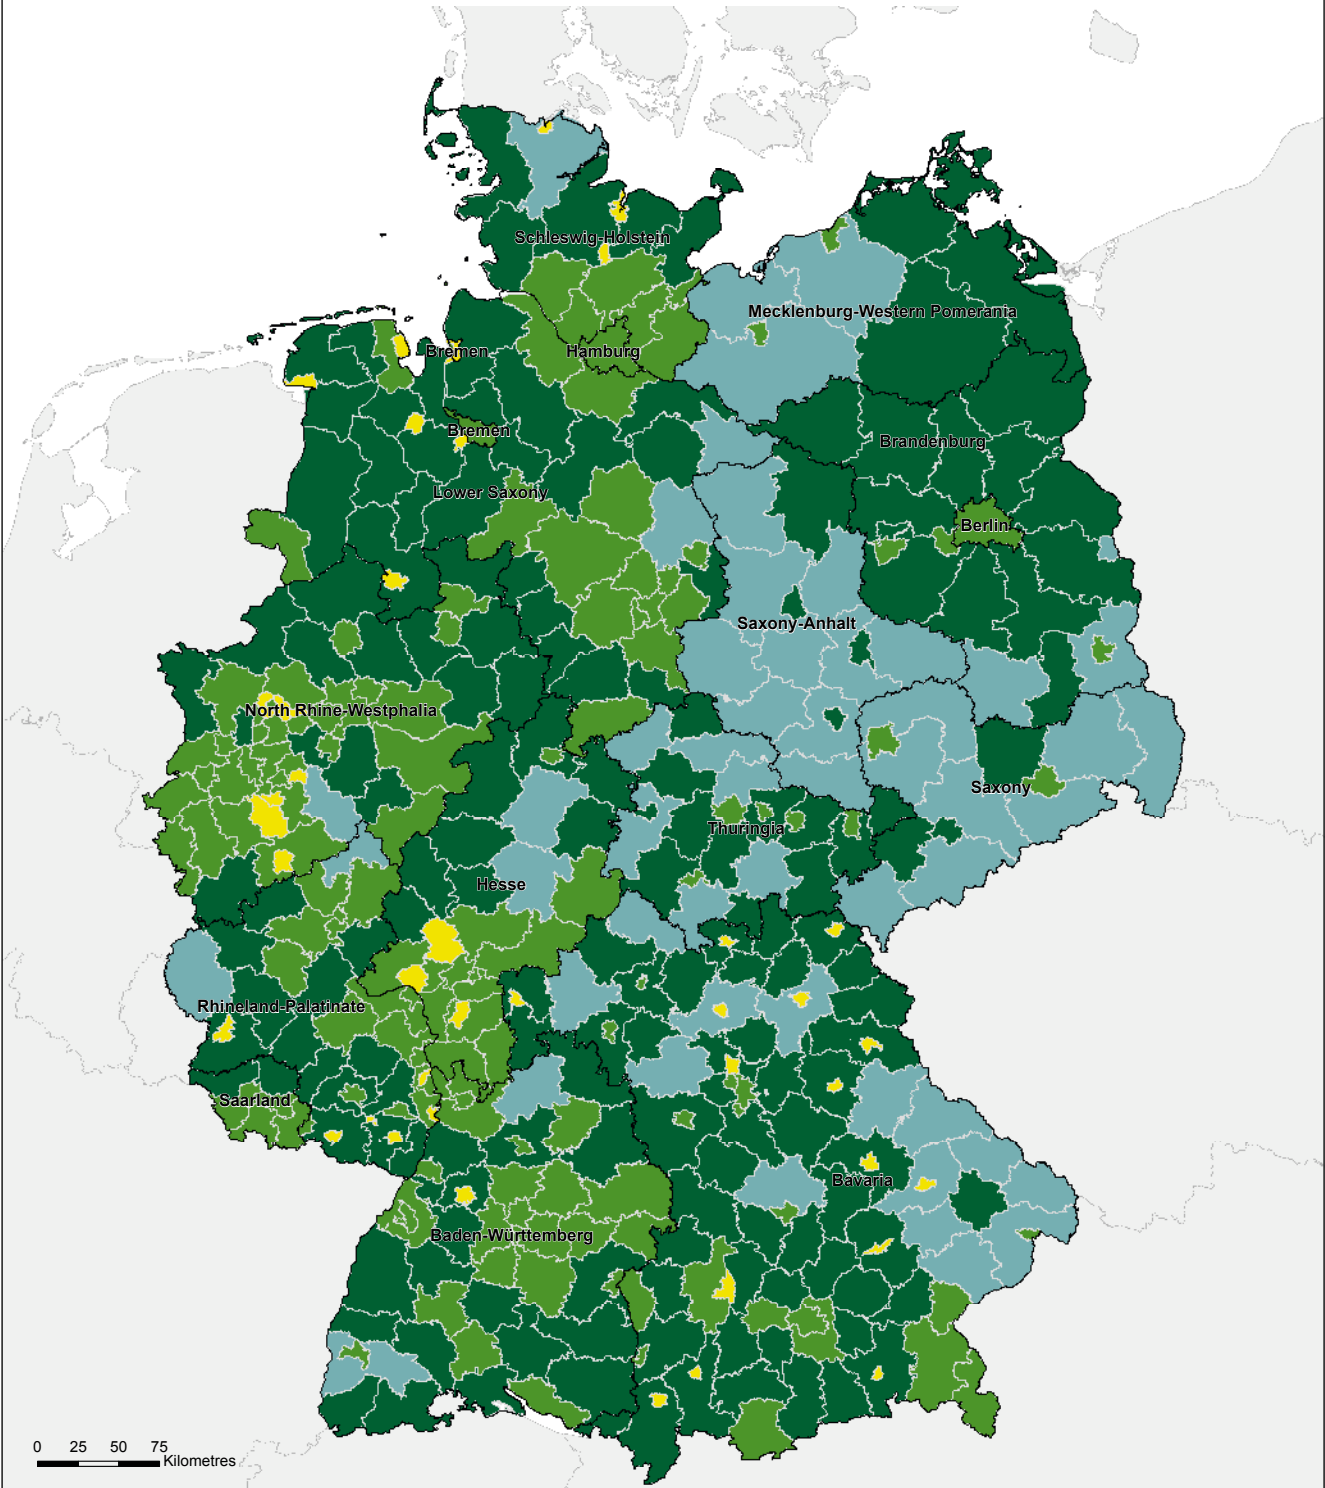 Schleswig-Holstein
Mecklenburg-Western Pomerania
Bremen
Hamburg
Bremen
Brandenburg
Lower Saxony
Berlin
Saxony-Anhalt
North Rhine-Westphalia
Saxony
Thuringia
Hesse
Rhineland-Palatinate
Saarland
Bavaria
Baden-Württemberg
0 25 50 75
Kilometres